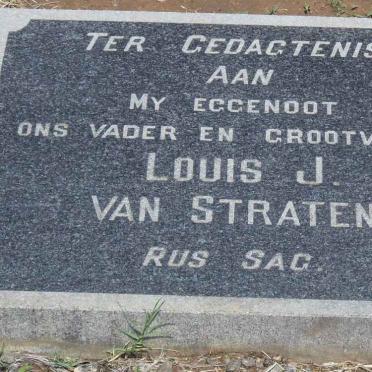 TER GEDAGTENIS
AAN
MY EGGENOOT
ONS VADER EN GROOTV
LOUIS J.
VAN STRATEN
RUS SAG.